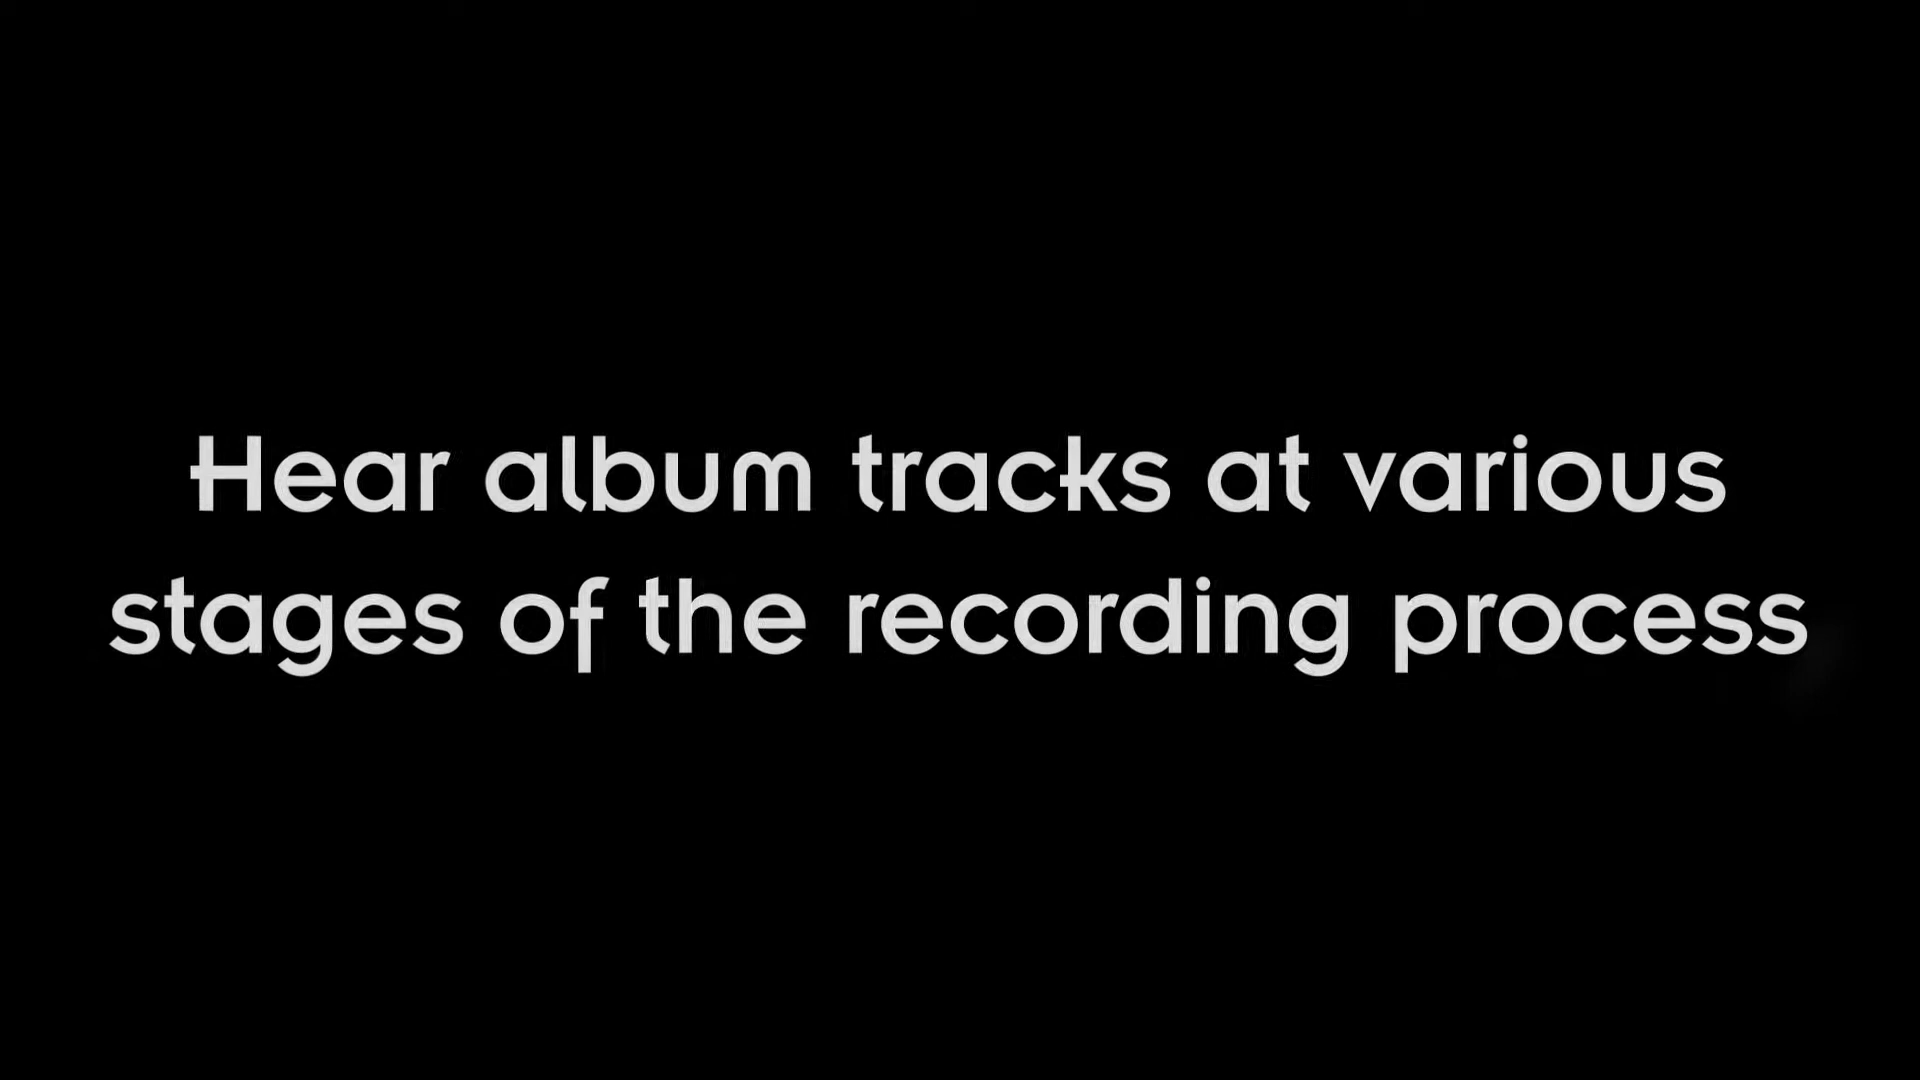 Hear album tracks at various
stages of the recording process